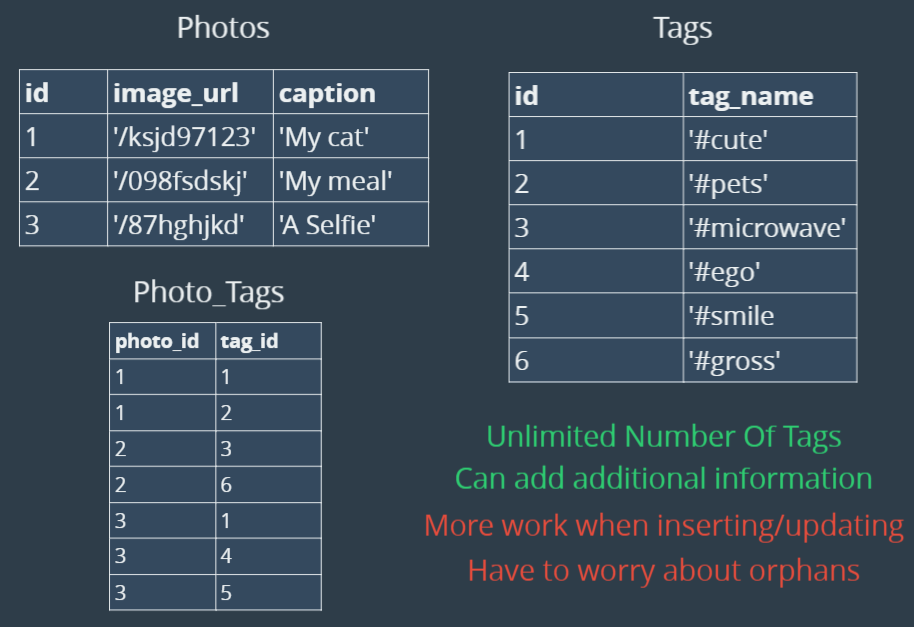 Photos
id image_url caption
1 '/ksjd97123' 'My cat'
2 '/098fsdskj' 'My meal'
3 '/87hghjkd' 'A Selfie'
Photo_Tags
photo_id tag_id
1 1
1 2
2 3
2 6
3 1
3 4
3 5
Tags
id tag_name
1 '#cute'
2 '#pets'
3 '#microwave'
4 '#ego'
5 '#smile
6 '#gross'
Unlimited Number Of Tags
Can add additional information
More work when inserting/updating
Have to worry about orphans